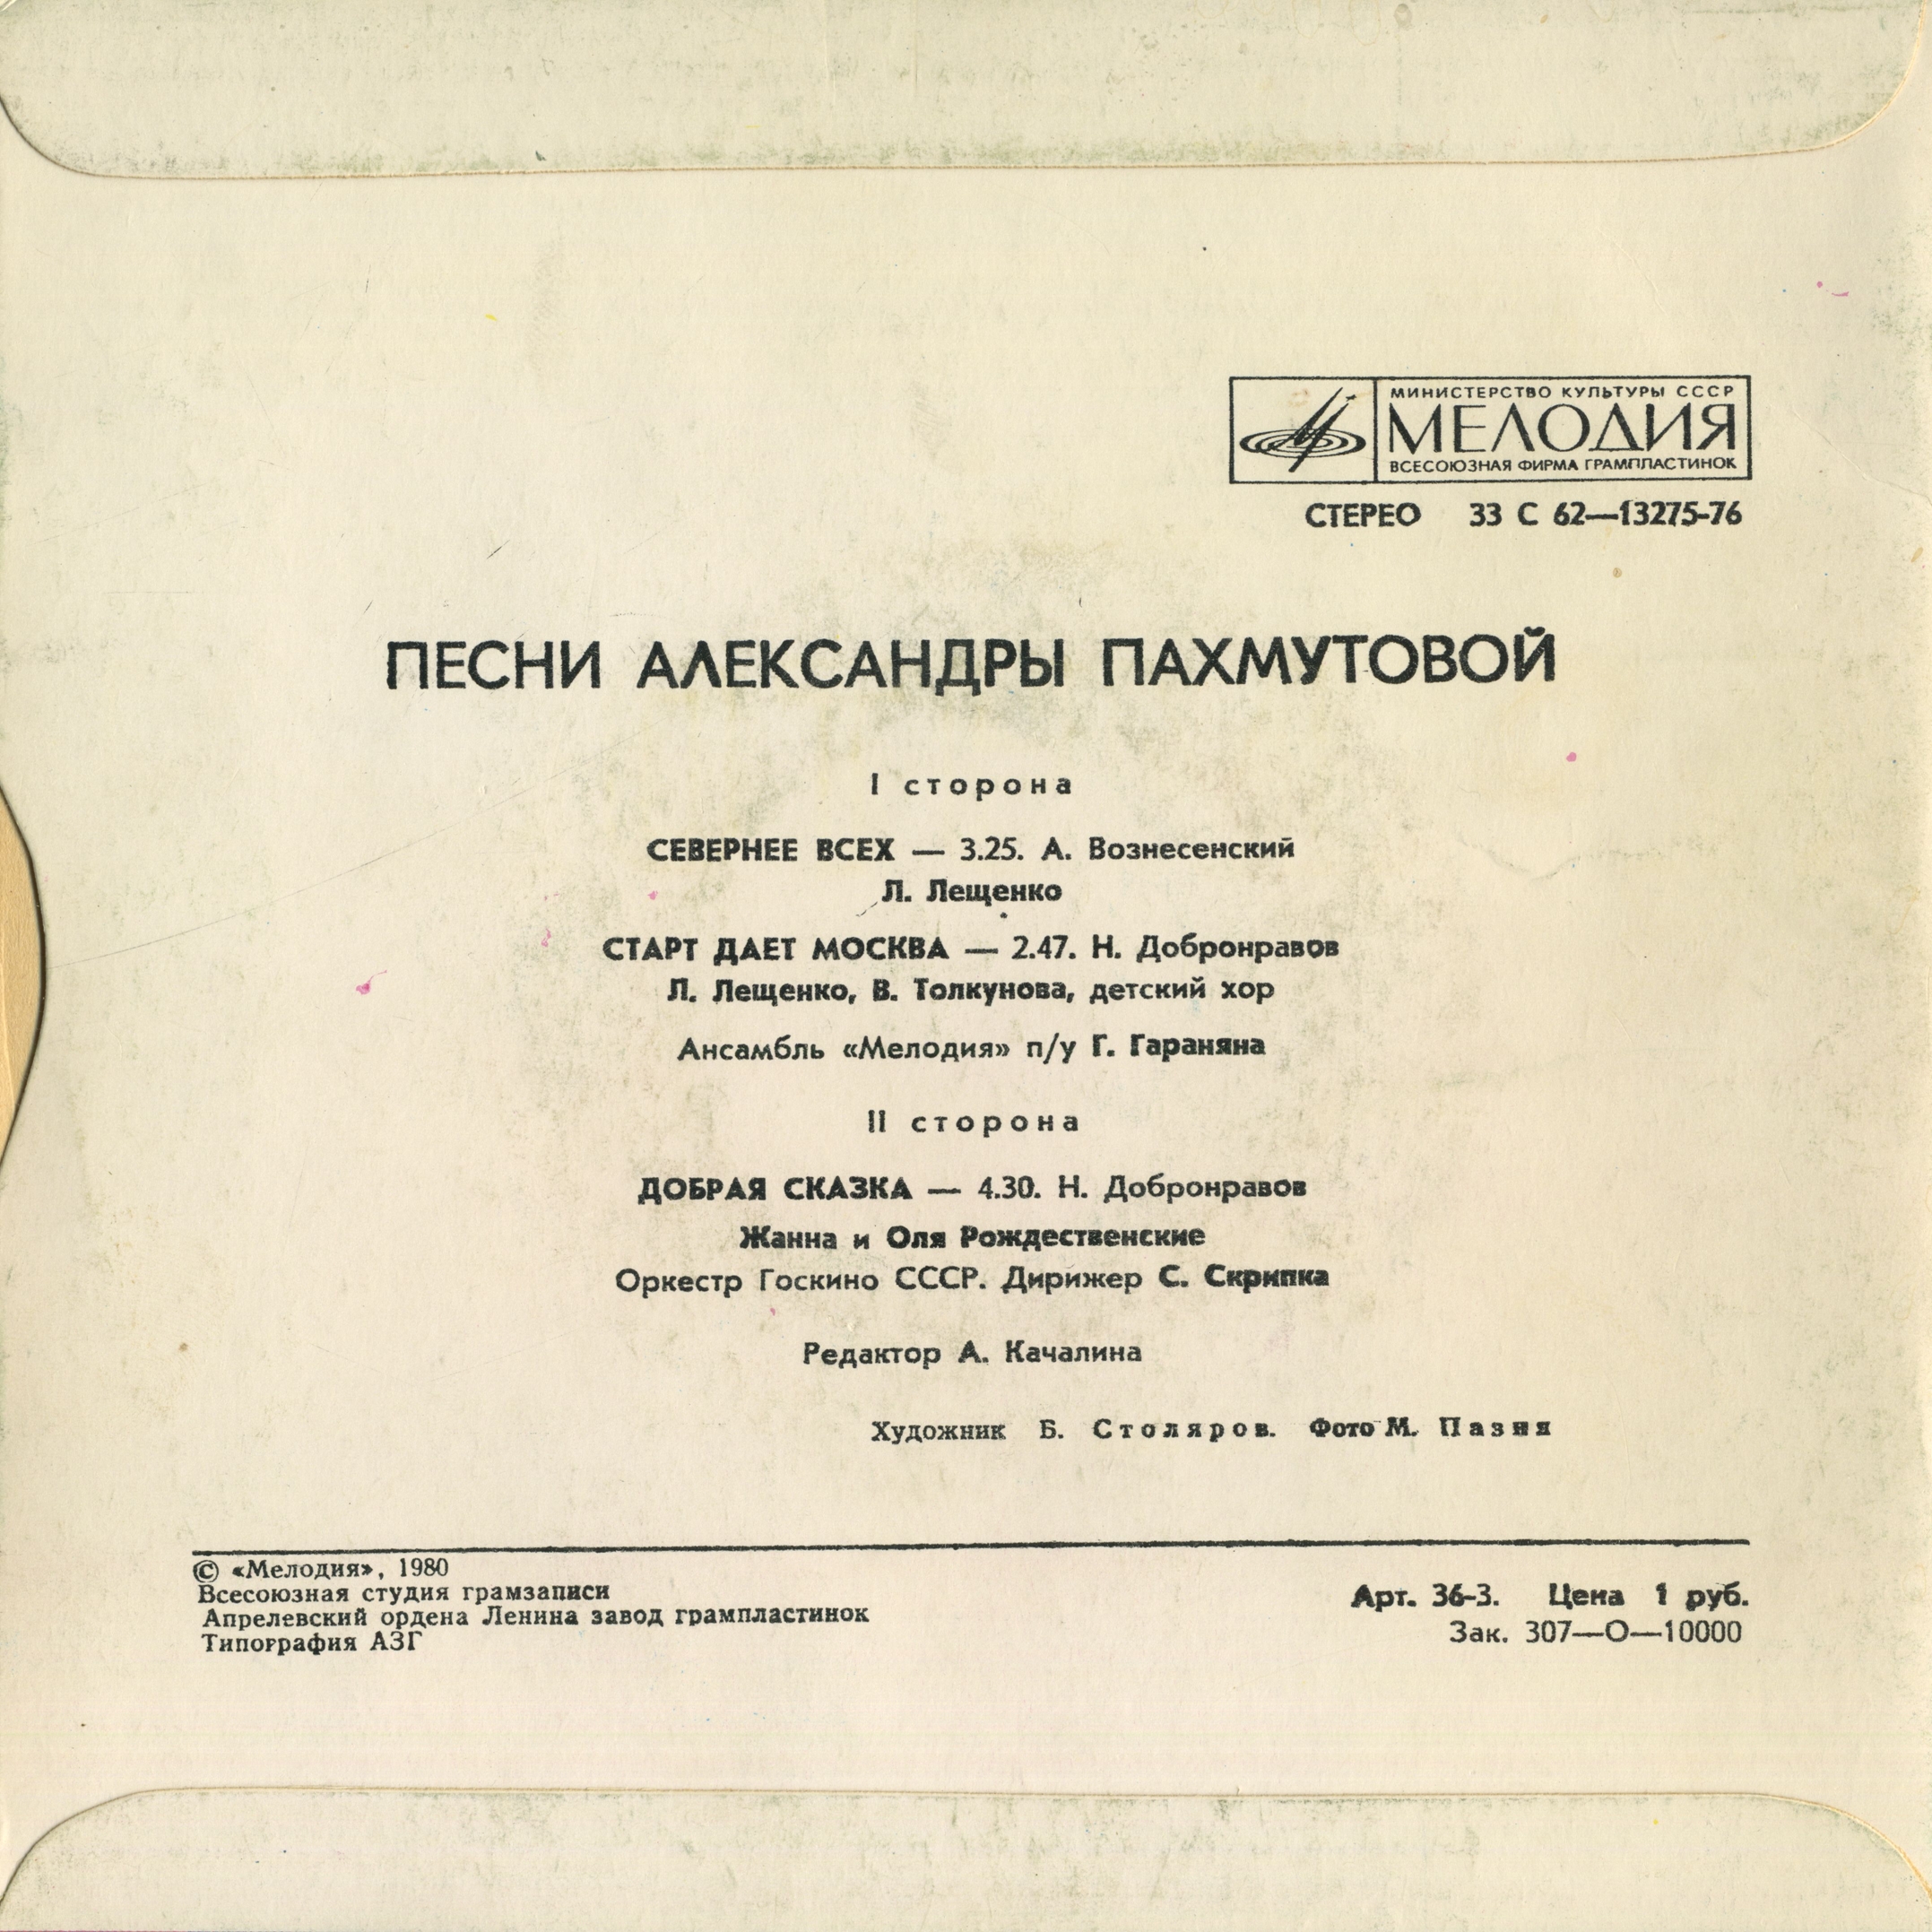 МИНИСТЕРСТВО КУЛЬТУРЫ СССР
МЕЛОДИЯ
ВСЕСОЮЗНАЯ ФИРМА ГРАМПЛАСТИНОК
СТЕРЕО 33 С 62—13275-76
ПЕСНИ АЛЕКСАНДРЫ ПАХМУТОВОЙ
I сторона
СЕВЕРНЕЕ ВСЕХ — 3.25. А. Вознесенский
Л. Лещенко
СТАРТ ДАЕТ МОСКВА — 2.47. Н. Добронравов
Л. Лещенко, В. Толкунова, детский хор
Ансамбль «Мелодия» п/у Г. Гараняна
II сторона
ДОБРАЯ СКАЗКА — 4.30. Н. Добронравов
Жанна и Оля Рождественские
Оркестр Госкино СССР. Дирижер С. Скрипка
Редактор А. Качалина
Художник Б. Столяров. Фото М. Пазия
© «Мелодия», 1980
Всесоюзная студия грамзаписи
Апрелевский ордена Ленина завод грампластинок
Типография АЗГ
Арт. 36-3. Цена 1 руб.
Зак. 307—О—10000